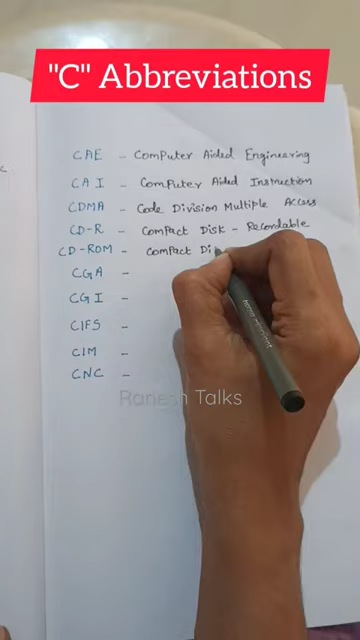 "C" Abbreviations
CAE - Computer Aided Engineering
CAI - Computer Aided Instruction
CDMA - Code Division Multiple Access
CD-R - Compact Disk - Recordable
CD-ROM - Compact Di
CGA -
CGI -
CIFS -
CIM -
CNC -
Ranesh Talks